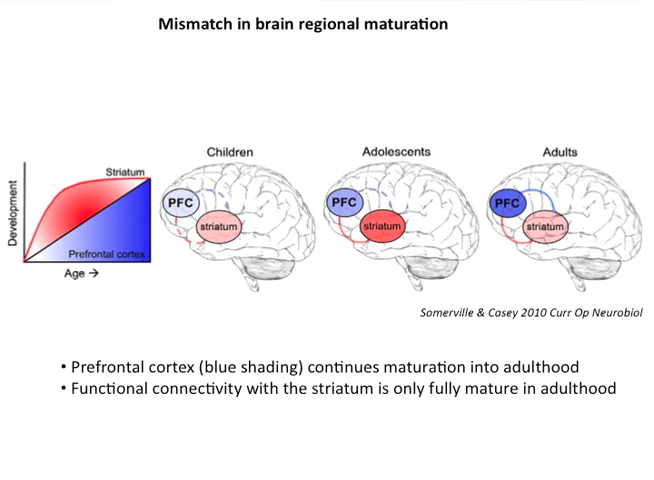 Mismatch in brain regional maturation
Development
Striatum
Prefrontal cortex
Age →
Children
PFC
striatum
Adolescents
PFC
striatum
Adults
PFC
striatum
Somerville & Casey 2010 Curr Op Neurobiol
• Prefrontal cortex (blue shading) continues maturation into adulthood
• Functional connectivity with the striatum is only fully mature in adulthood